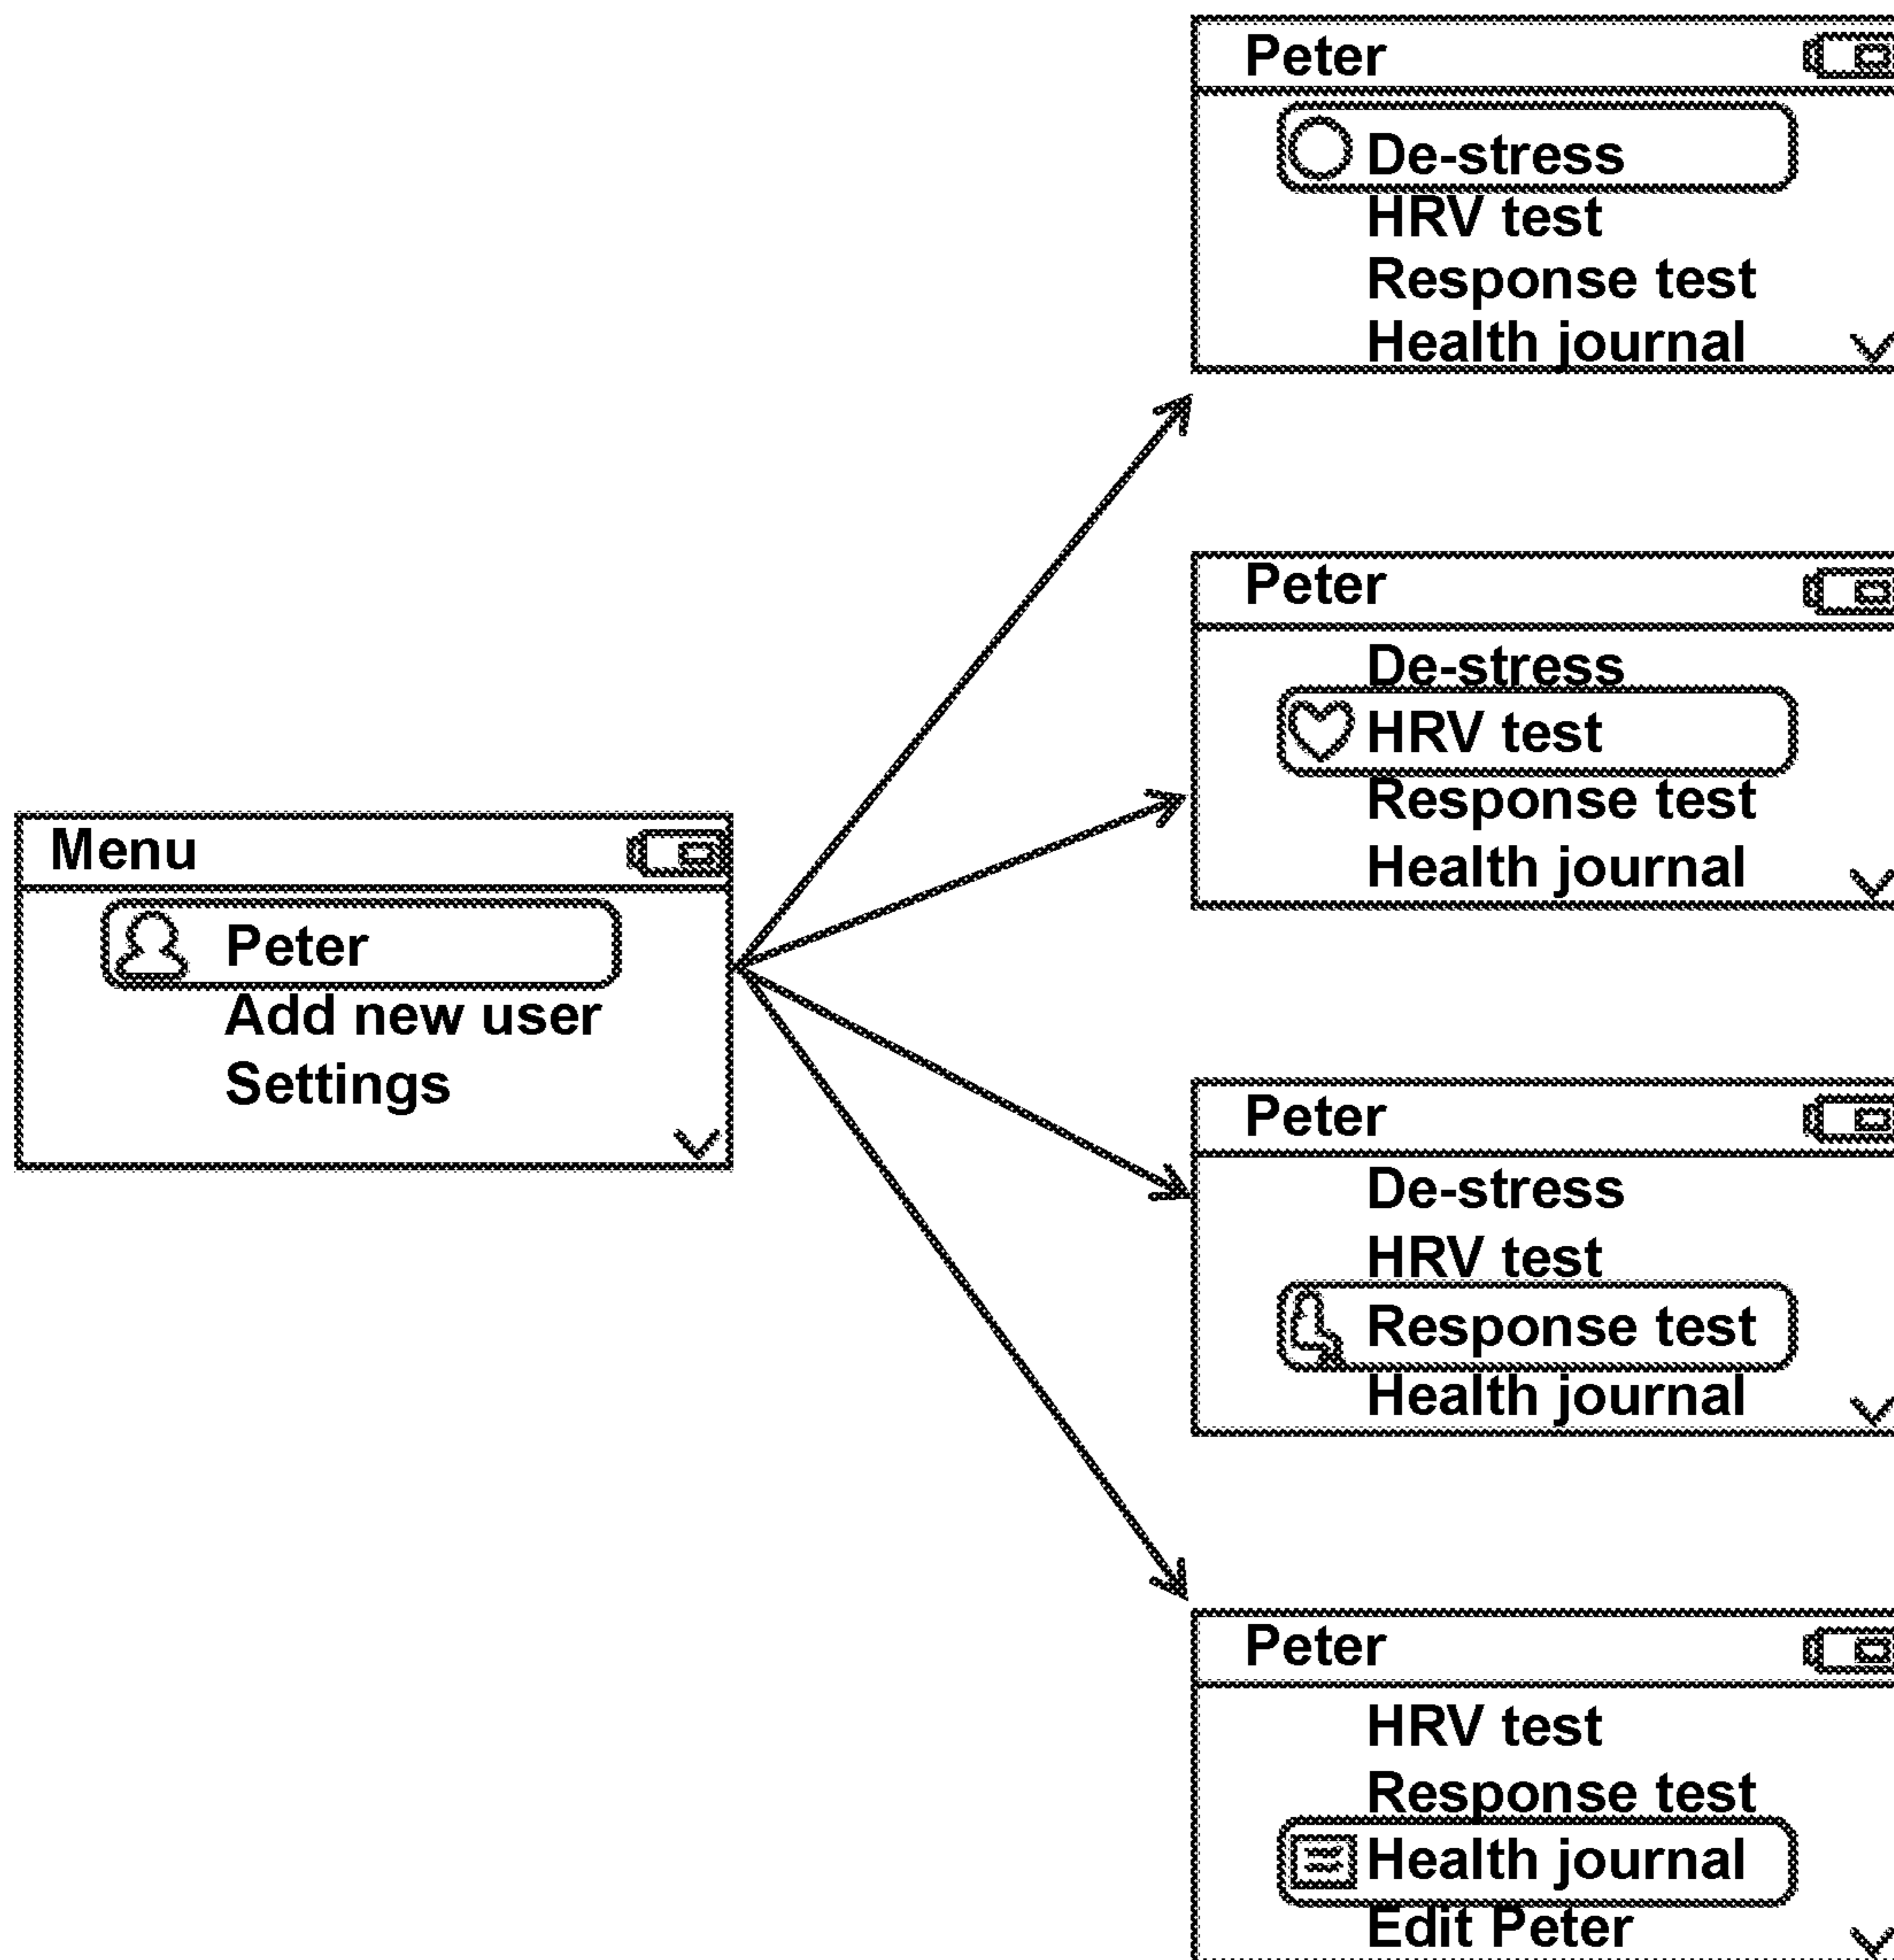 Peter
De-stress
HRV test
Response test
Health journal
Peter
De-stress
HRV test
Response test
Health journal
Menu
Peter
Add new user
Settings
Peter
De-stress
HRV test
Response test
Health journal
Peter
HRV test
Response test
Health journal
Edit Peter